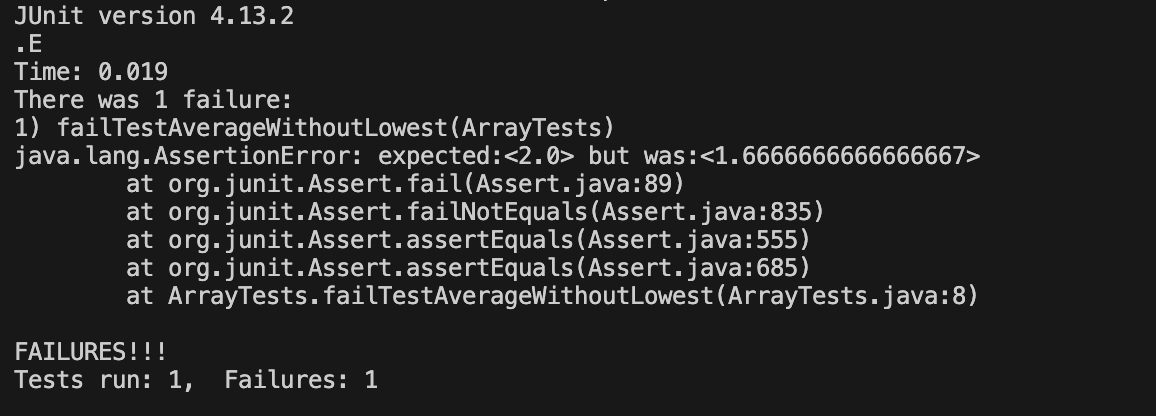 JUnit version 4.13.2
.E
Time: 0.019
There was 1 failure:
1) failTestAverageWithoutLowest(ArrayTests)
java.lang.AssertionError: expected:<2.0> but was:<1.6666666666666667>
at org.junit.Assert.fail(Assert.java:89)
at org.junit.Assert.failNotEquals(Assert.java:835)
at org.junit.Assert.assertEquals(Assert.java:555)
at org.junit.Assert.assertEquals(Assert.java:685)
at ArrayTests.failTestAverageWithoutLowest(ArrayTests.java:8)
FAILURES!!!
Tests run: 1,  Failures: 1